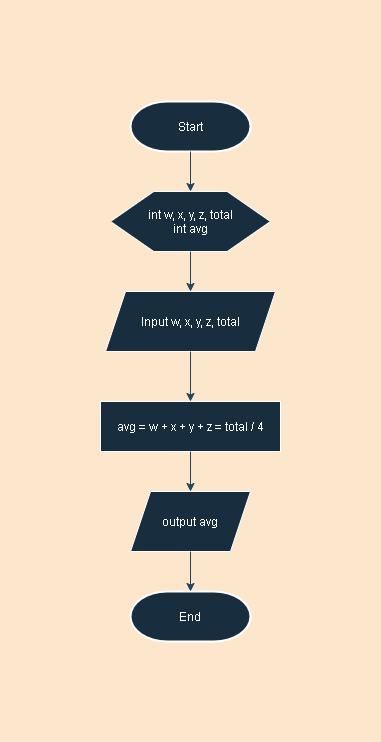 Start
int w, x, y, z, total
int avg
Input w, x, y, z, total
avg = w + x + y + z = total / 4
output avg
End